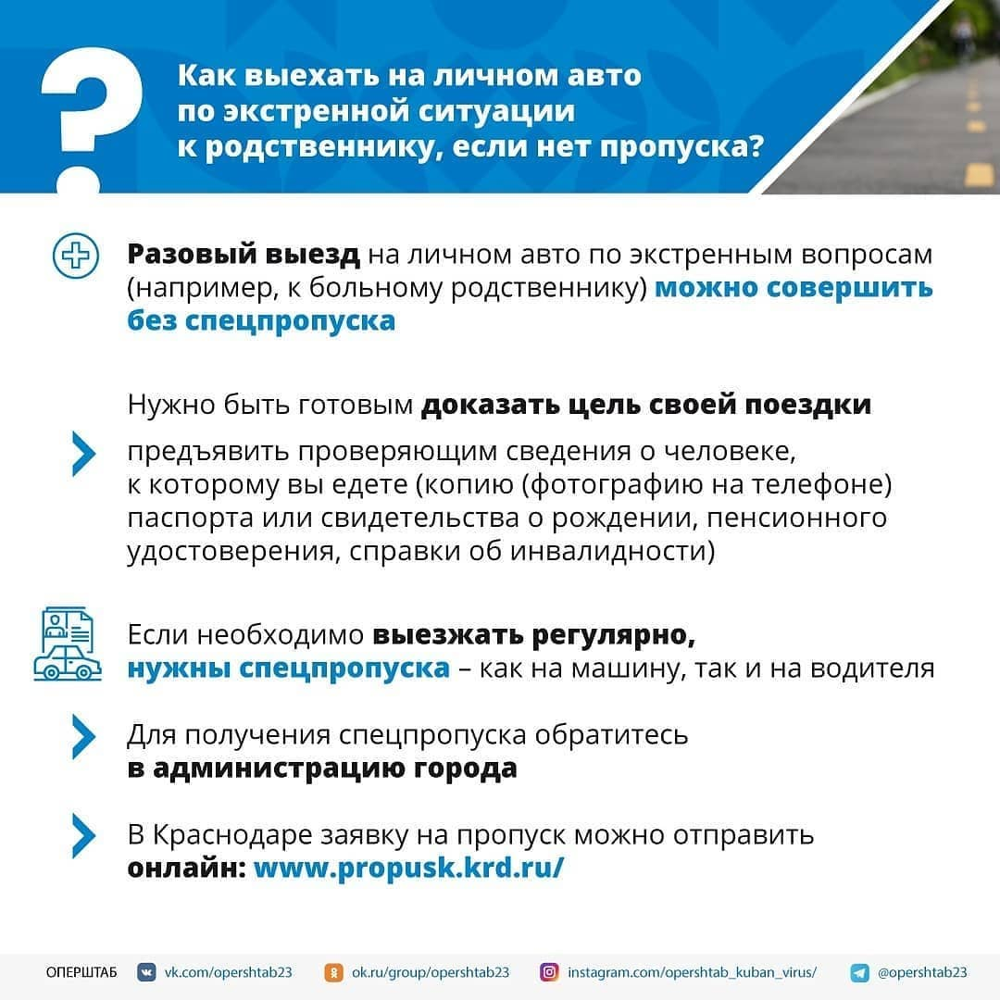 ?
Как выехать на личном авто
по экстренной ситуации
к родственнику, если нет пропуска?
Разовый выезд на личном авто по экстренным вопросам
(например, к больному родственнику) можно совершить
без спецпропуска
Нужно быть готовым доказать цель своей поездки
предъявить проверяющим сведения о человеке,
к которому вы едете (копию (фотографию на телефоне)
паспорта или свидетельства о рождении, пенсионного
удостоверения, справки об инвалидности)
Если необходимо выезжать регулярно,
нужны спецпропуска – как на машину, так и на водителя
Для получения спецпропуска обратитесь
в администрацию города
В Краснодаре заявку на пропуск можно отправить
онлайн: www.propusk.krd.ru/
ОПЕРШТАБ vk.com/opershtab23 ok.ru/group/opershtab23 instagram.com/opershtab_kuban_virus/ @opershtab23